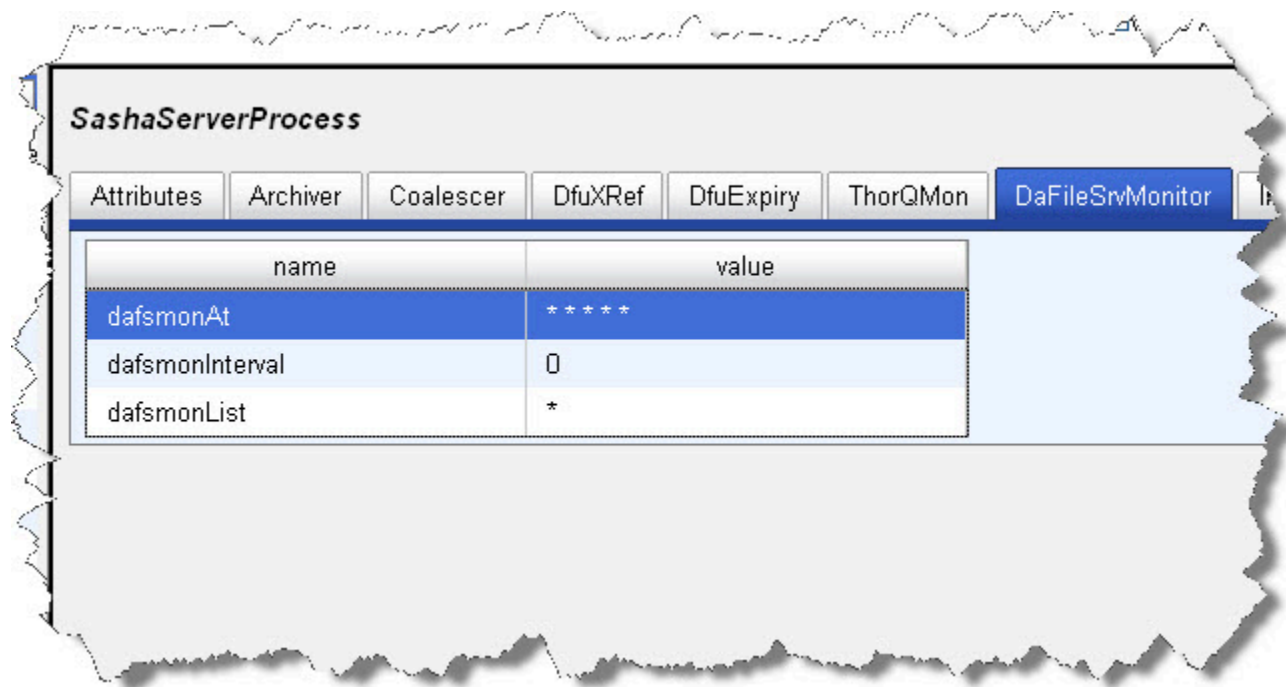 SashaServerProcess
Attributes Archiver Coalescer DfuXRef DfuExpiry ThorQMon DaFileSrvMonitor
name value
dafsmonAt * * * * *
dafsmonInterval 0
dafsmonList *